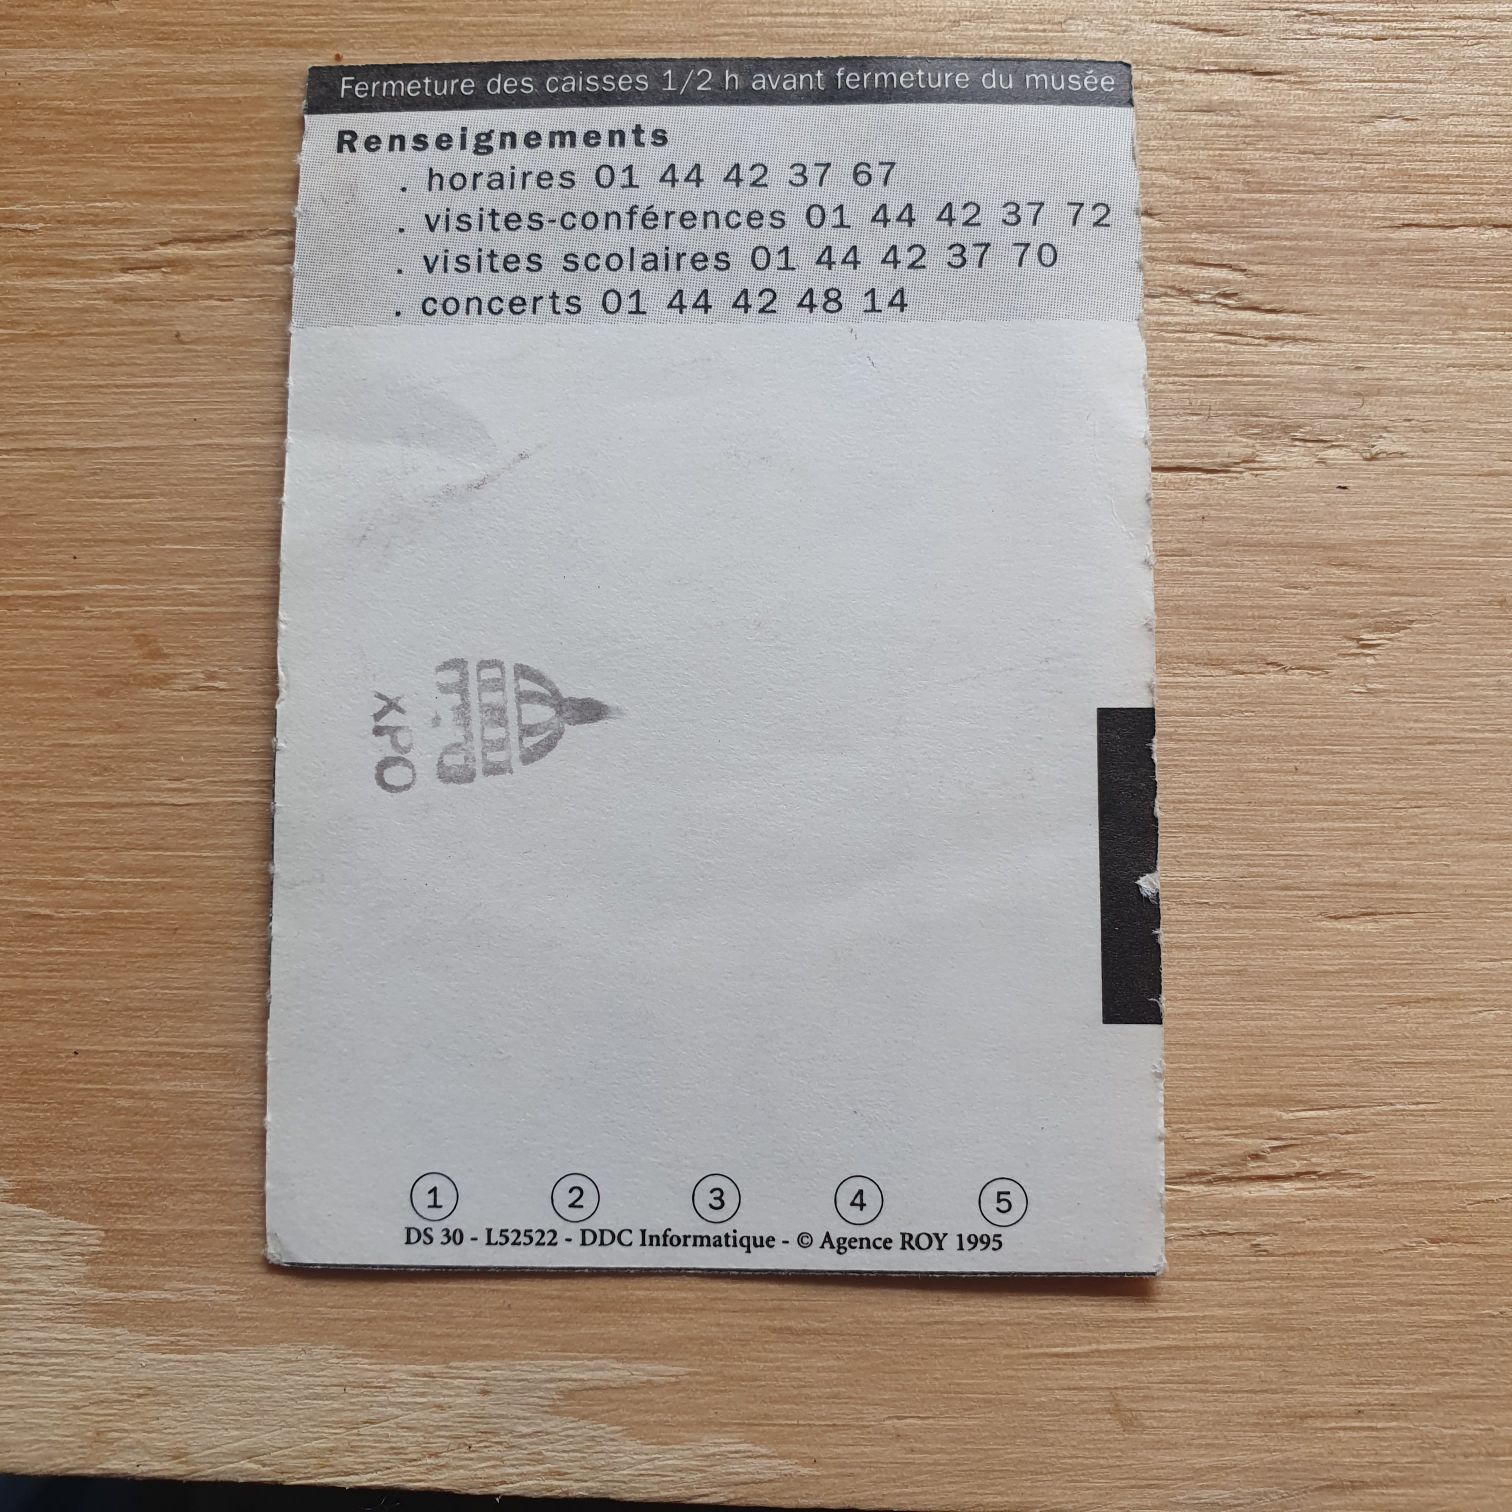 Fermeture des caisses 1/2 h avant fermeture du musée
Renseignements
. horaires 01 44 42 37 67
. visites-conférences 01 44 42 37 72
. visites scolaires 01 44 42 37 70
. concerts 01 44 42 48 14
XPO
1 2 3 4 5
DS 30 - L52522 - DDC Informatique - © Agence ROY 1995